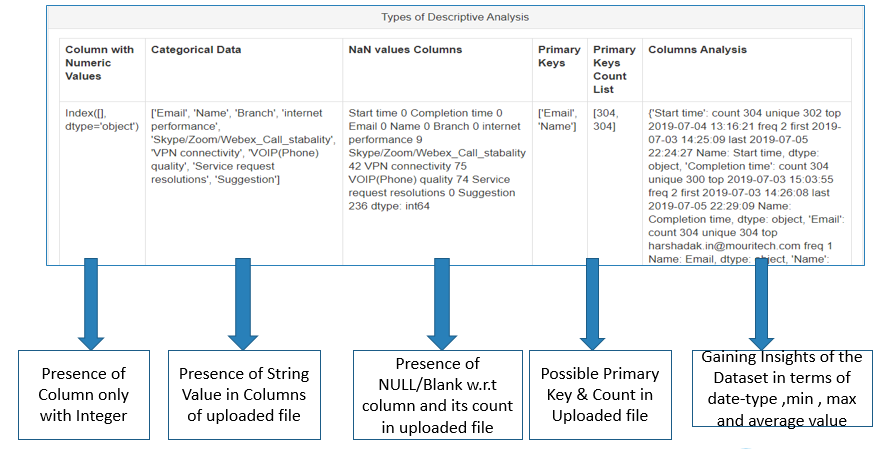 Types of Descriptive Analysis
Column with
Numeric
Values
Categorical Data
NaN values Columns
Primary
Keys
Primary
Keys
Count
List
Columns Analysis
Index([],
dtype='object')
['Email', 'Name', 'Branch', 'internet
performance',
'Skype/Zoom/Webex_Call_stabality',
'VPN connectivity', 'VOIP(Phone)
quality', 'Service request
resolutions', 'Suggestion']
Start time 0 Completion time 0
Email 0 Name 0 Branch 0 internet
performance 9
Skype/Zoom/Webex_Call_stabality
42 VPN connectivity 75
VOIP(Phone) quality 74 Service
request resolutions 0 Suggestion
236 dtype: int64
['Email',
'Name']
[304,
304]
{'Start time': count 304 unique 302 top
2019-07-04 13:16:21 freq 2 first 2019-
07-03 14:25:09 last 2019-07-05
22:24:27 Name: Start time, dtype:
object, 'Completion time': count 304
unique 300 top 2019-07-03 15:03:55
freq 2 first 2019-07-03 14:26:08 last
2019-07-05 22:29:09 Name:
Completion time, dtype: object, 'Email':
count 304 unique 304 top
harshadak.in@mouritech.com freq 1
Name: Email, dtype: object, 'Name':
Presence of
Column only
with Integer
Presence of String
Value in Columns
of uploaded file
Presence of
NULL/Blank w.r.t
column and its count
in uploaded file
Possible Primary
Key & Count in
Uploaded file
Gaining Insights of the
Dataset in terms of
date-type ,min , max
and average value